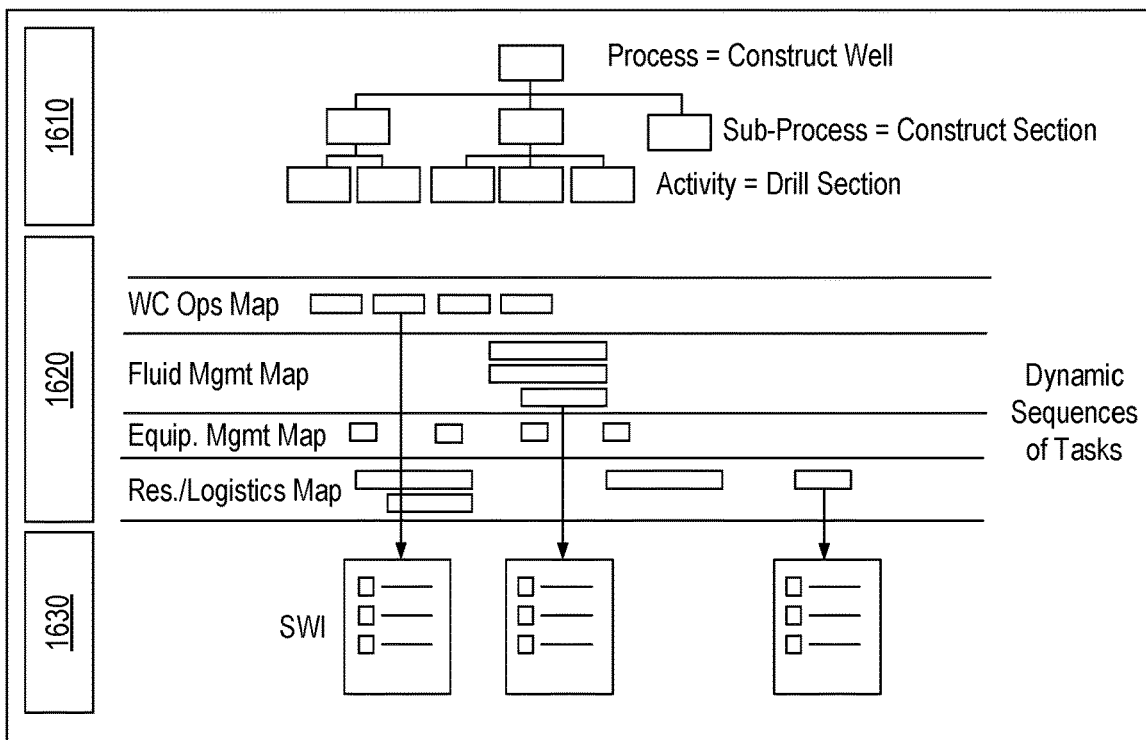 1610
Process = Construct Well
Sub-Process = Construct Section
Activity = Drill Section
1620
WC Ops Map
Fluid Mgmt Map
Equip. Mgmt Map
Res./Logistics Map
Dynamic
Sequences
of Tasks
1630
SWI